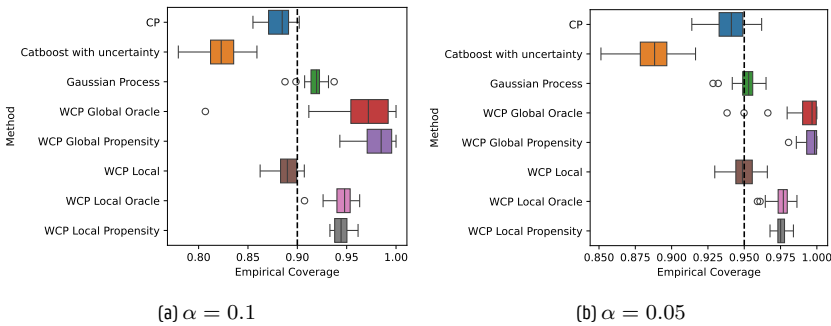 Method
CP
Catboost with uncertainty
Gaussian Process
WCP Global Oracle
WCP Global Propensity
WCP Local
WCP Local Oracle
WCP Local Propensity
0.80 0.85 0.90 0.95 1.00
Empirical Coverage
(a) α = 0.1
Method
CP
Catboost with uncertainty
Gaussian Process
WCP Global Oracle
WCP Global Propensity
WCP Local
WCP Local Oracle
WCP Local Propensity
0.850 0.875 0.900 0.925 0.950 0.975 1.000
Empirical Coverage
(b) α = 0.05